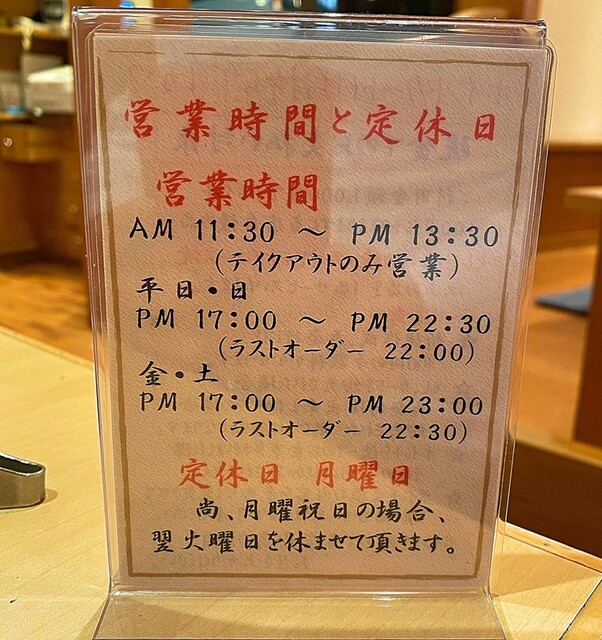 営業時間と定休日
営業時間
AM 11:30 ～ PM 13:30
(テイクアウトのみ営業)
平日・日
PM 17:00 ～ PM 22:30
(ラストオーダー 22:00)
金・土
PM 17:00 ～ PM 23:00
(ラストオーダー 22:30)
定休日 月曜日
尚、月曜祝日の場合、
翌火曜日を休ませて頂きます。